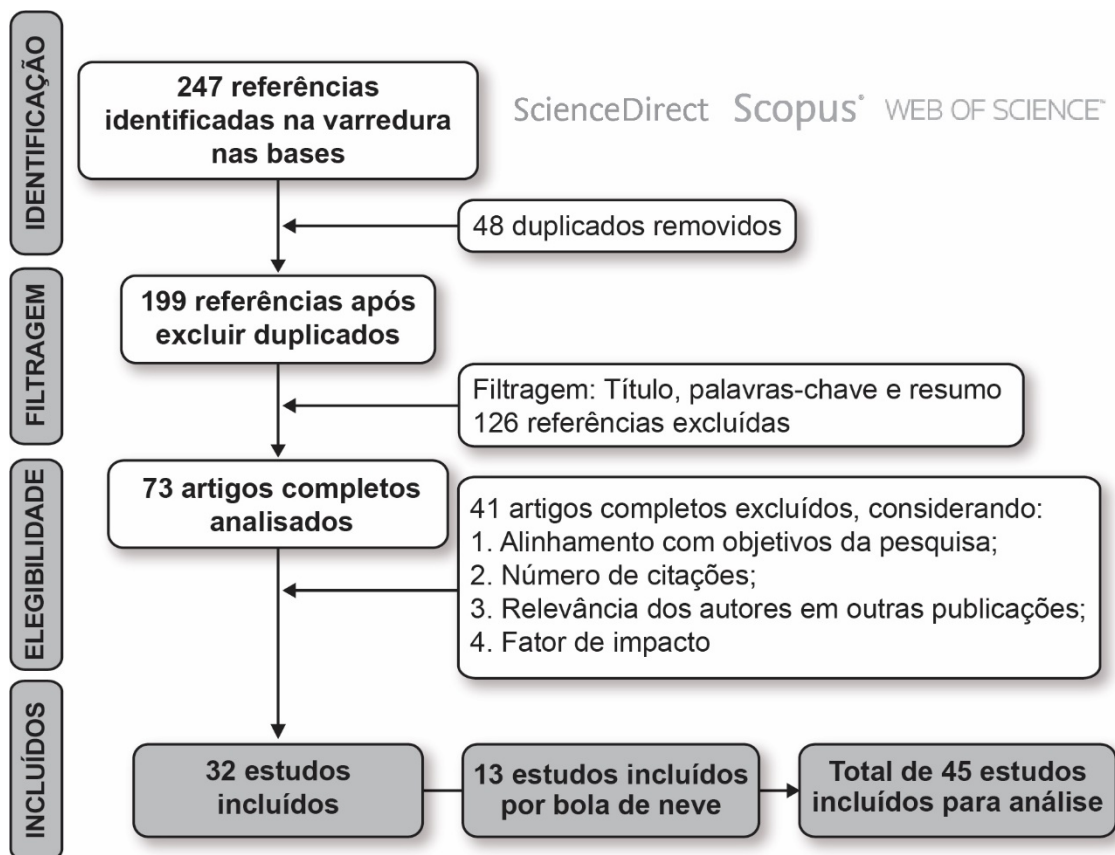 IDENTIFICAÇÃO
247 referências
identificadas na varredura
nas bases
ScienceDirect Scopus® WEB OF SCIENCE™
48 duplicados removidos
FILTRAGEM
199 referências após
excluir duplicados
Filtragem: Título, palavras-chave e resumo
126 referências excluídas
ELEGIBILIDADE
73 artigos completos
analisados
41 artigos completos excluídos, considerando:
1. Alinhamento com objetivos da pesquisa;
2. Número de citações;
3. Relevância dos autores em outras publicações;
4. Fator de impacto
INCLUÍDOS
32 estudos
incluídos
13 estudos incluídos
por bola de neve
Total de 45 estudos
incluídos para análise